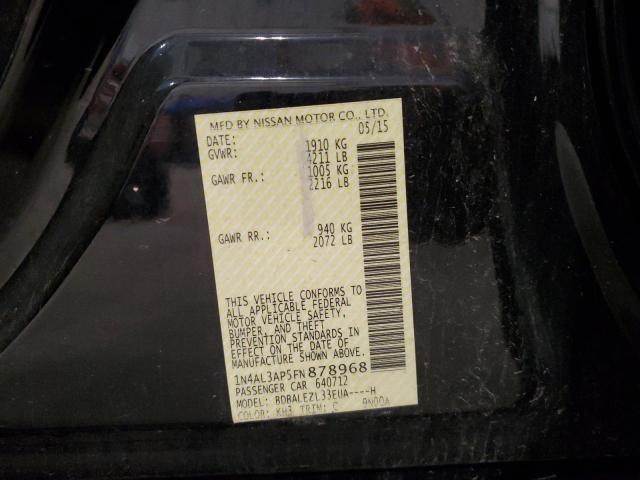 MFD BY NISSAN MOTOR CO., LTD.
DATE: 05/15
GVWR: 1910 KG
4211 LB
GAWR FR.: 1005 KG
2216 LB
GAWR RR.: 940 KG
2072 LB
THIS VEHICLE CONFORMS TO
ALL APPLICABLE FEDERAL
MOTOR VEHICLE SAFETY,
BUMPER, AND THEFT
PREVENTION STANDARDS IN
EFFECT ON THE DATE OF
MANUFACTURE SHOWN ABOVE.
1N4AL3AP5FN878968
PASSENGER CAR 640712
MODEL: BDBALEZL33EUA----H
COLOR: KH3 TRIM: C